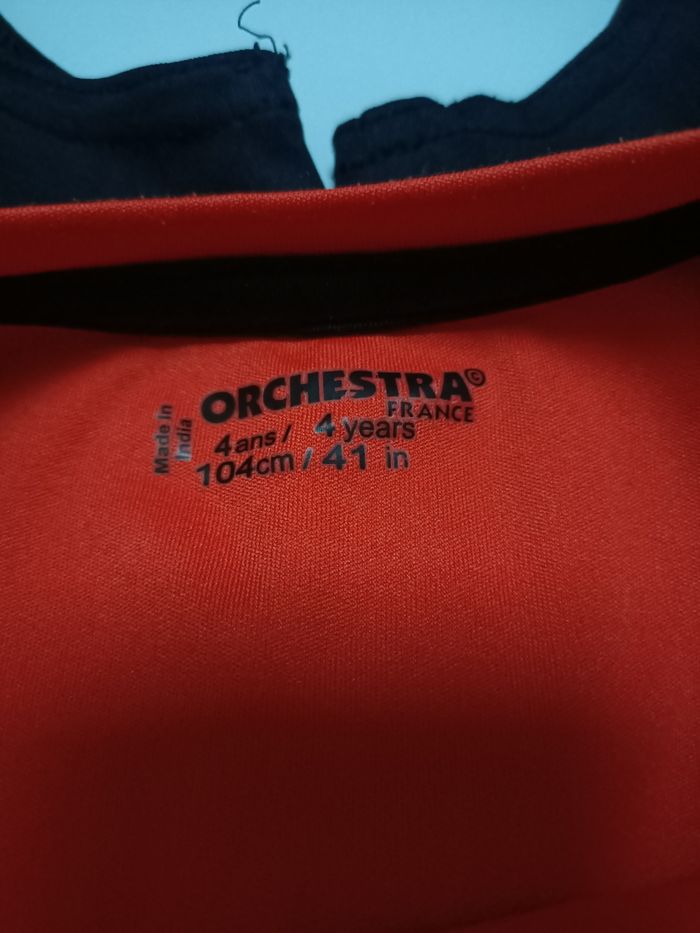 ORCHESTRA©
FRANCE
4ans / 4 years
104cm / 41 in
Made in
India